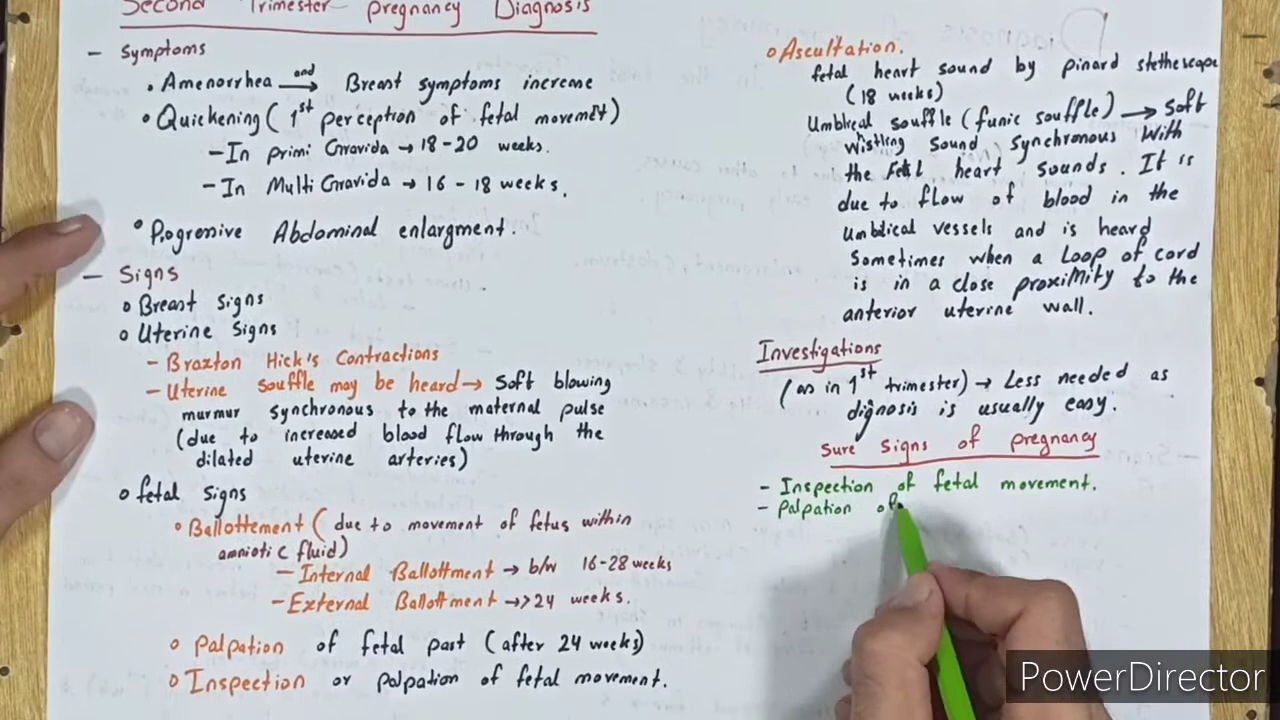 Second Trimester Pregnancy Diagnosis
- Symptoms
• Amenorrhea and → Breast symptoms increase
• Quickening (1st perception of fetal movemet)
- In primi Gravida → 18-20 weeks.
- In Multi Gravida → 16-18 weeks.
• Progressive Abdominal enlargment.
- Signs
• Breast Signs
• Uterine Signs
- Braxton Hick's Contractions
- Uterine Souffle may be heard → Soft blowing
murmur synchronous to the maternal pulse
(due to increased blood flow through the
dilated uterine arteries)
• fetal Signs
• Ballottement (due to movement of fetus within
amniotic fluid)
- Internal Ballottment → b/w 16-28 weeks
- External Ballottment → >24 weeks.
• Palpation of fetal past (after 24 weeks)
• Inspection or palpation of fetal movement.
• Ascultation.
fetal heart sound by pinard stethescope
(18 weeks)
Umblical souffle (funic souffle) → Soft
whistling sound synchronous with
the Fetal heart sounds. It is
due to flow of blood in the
umblical vessels and is heard
Sometimes when a Loop of cord
is in a close proximity to the
anterior uterine wall.
Investigations
(as in 1st trimester) → Less needed as
dignosis is usually easy.
Sure Signs of pregnancy
- Inspection of fetal movement.
- Palpation of
PowerDirector